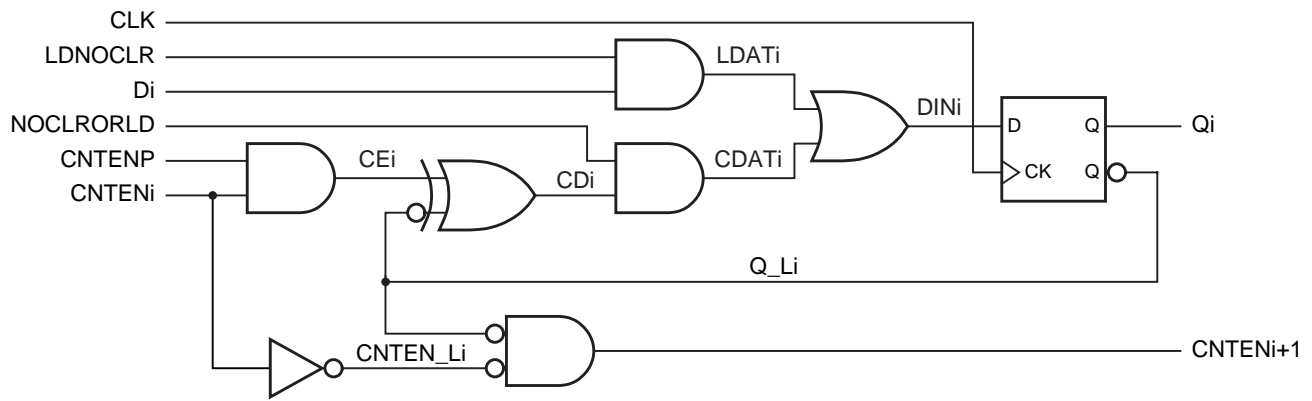 CLK
LDNOCLR
LDATi
Di
DINi
NOCLRORLD
D
Q
Qi
CNTENP
CEi
CDATi
CK
Q
CNTENi
CDi
Q_Li
CNTEN_Li
CNTENi+1